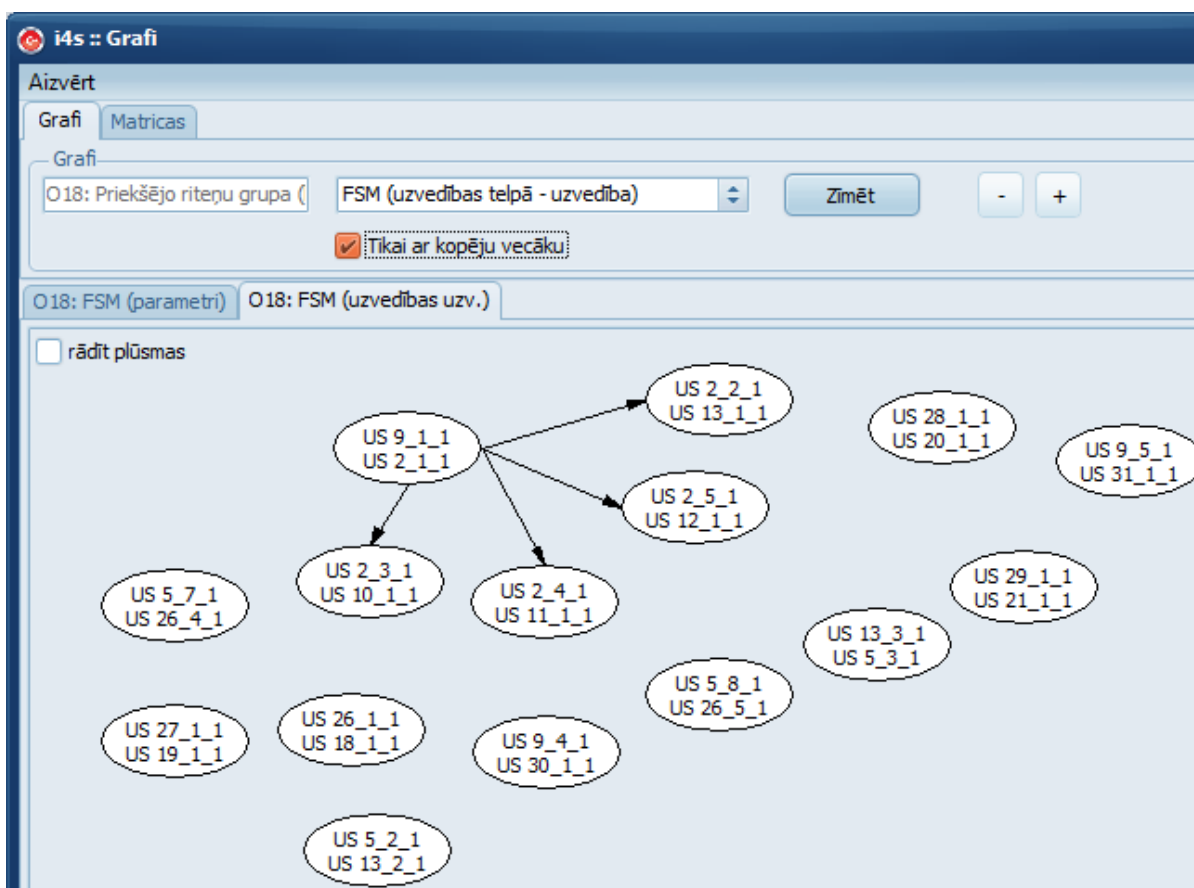 i4s :: Grafi
Aizvērt
Grafi Matricas
Grafi
O18: Priekšējo riteņu grupa (
FSM (uzvedības telpā - uzvedība)
Zīmēt
- +
Tikai ar kopēju vecāku
O18: FSM (parametri) O18: FSM (uzvedības uzv.)
rādīt plūsmas
US 2_2_1
US 13_1_1
US 28_1_1
US 20_1_1
US 9_1_1
US 2_1_1
US 9_5_1
US 31_1_1
US 2_5_1
US 12_1_1
US 2_3_1
US 10_1_1
US 2_4_1
US 11_1_1
US 29_1_1
US 21_1_1
US 5_7_1
US 26_4_1
US 13_3_1
US 5_3_1
US 5_8_1
US 26_5_1
US 27_1_1
US 19_1_1
US 26_1_1
US 18_1_1
US 9_4_1
US 30_1_1
US 5_2_1
US 13_2_1